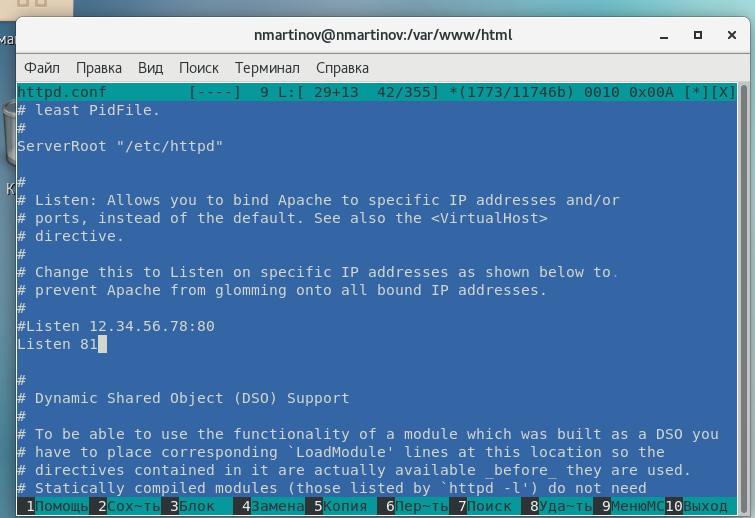 nmartinov@nmartinov:/var/www/html
Файл Правка Вид Поиск Терминал Справка
httpd.conf [----] 9 L:[ 29+13 42/355] *(1773/11746b) 0010 0x00A [*][X]
# least PidFile.
#
ServerRoot "/etc/httpd"
#
# Listen: Allows you to bind Apache to specific IP addresses and/or
# ports, instead of the default. See also the <VirtualHost>
# directive.
#
# Change this to Listen on specific IP addresses as shown below to.
# prevent Apache from glomming onto all bound IP addresses.
#
#Listen 12.34.56.78:80
Listen 81
#
# Dynamic Shared Object (DSO) Support
#
# To be able to use the functionality of a module which was built as a DSO you
# have to place corresponding `LoadModule' lines at this location so the
# directives contained in it are actually available _before_ they are used.
# Statically compiled modules (those listed by `httpd -l') do not need
1Помощь 2Сох~ть 3Блок 4Замена 5Копия 6Пер~ть 7Поиск 8Уда~ть 9МенюМС 10Выход